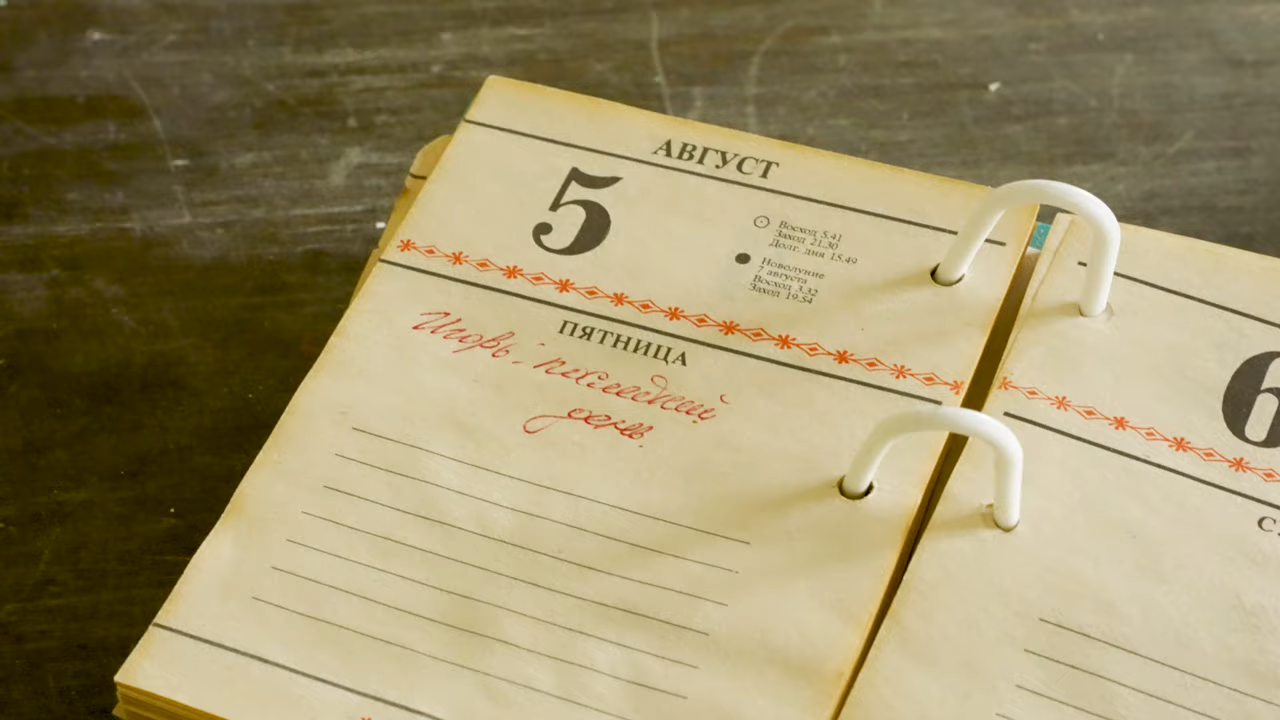 АВГУСТ
5
Восход 5.41
Заход 21.30
Долг. дня 15.49
Новолуние
7 августа
Восход 3.32
Заход 19.54
ПЯТНИЦА
Игорь: последний
день.
6
С